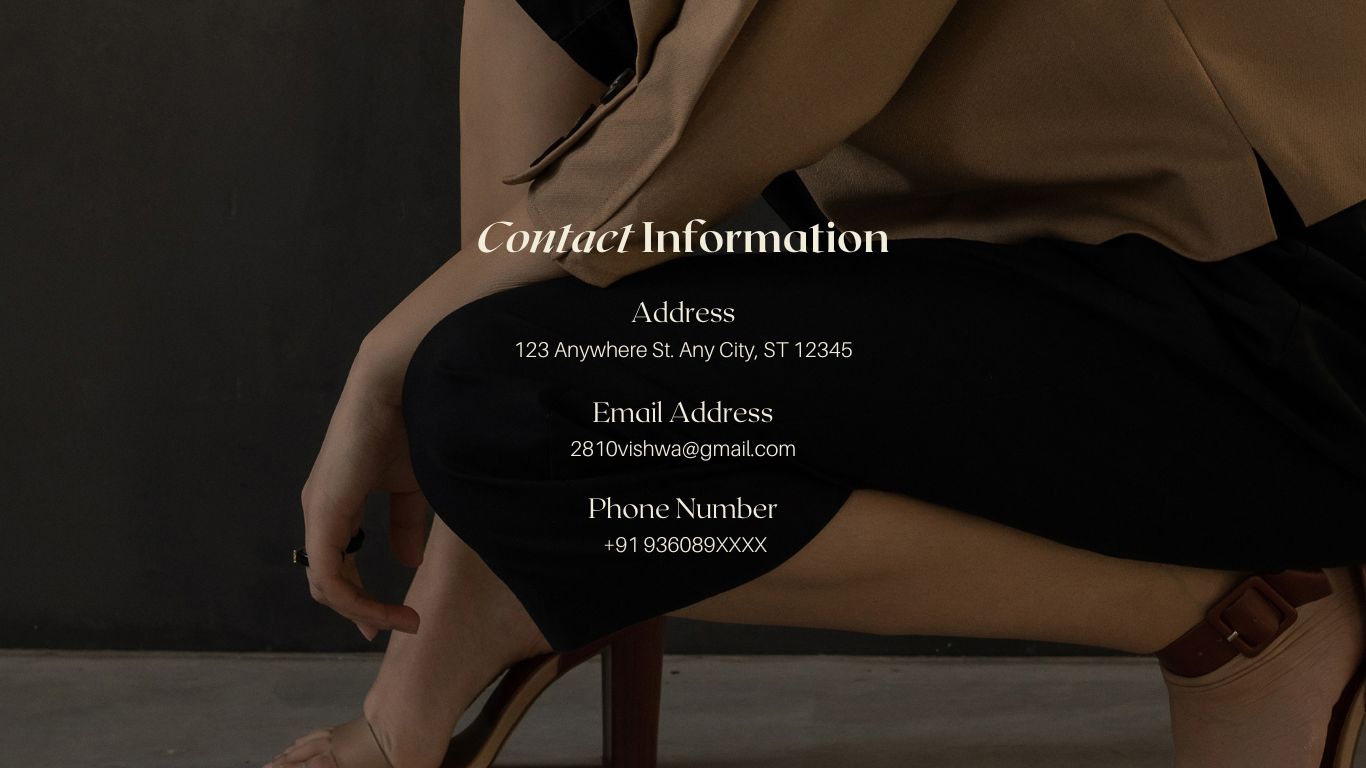 Contact Information
Address
123 Anywhere St. Any City, ST 12345
Email Address
2810vishwa@gmail.com
Phone Number
+91 936089XXXX